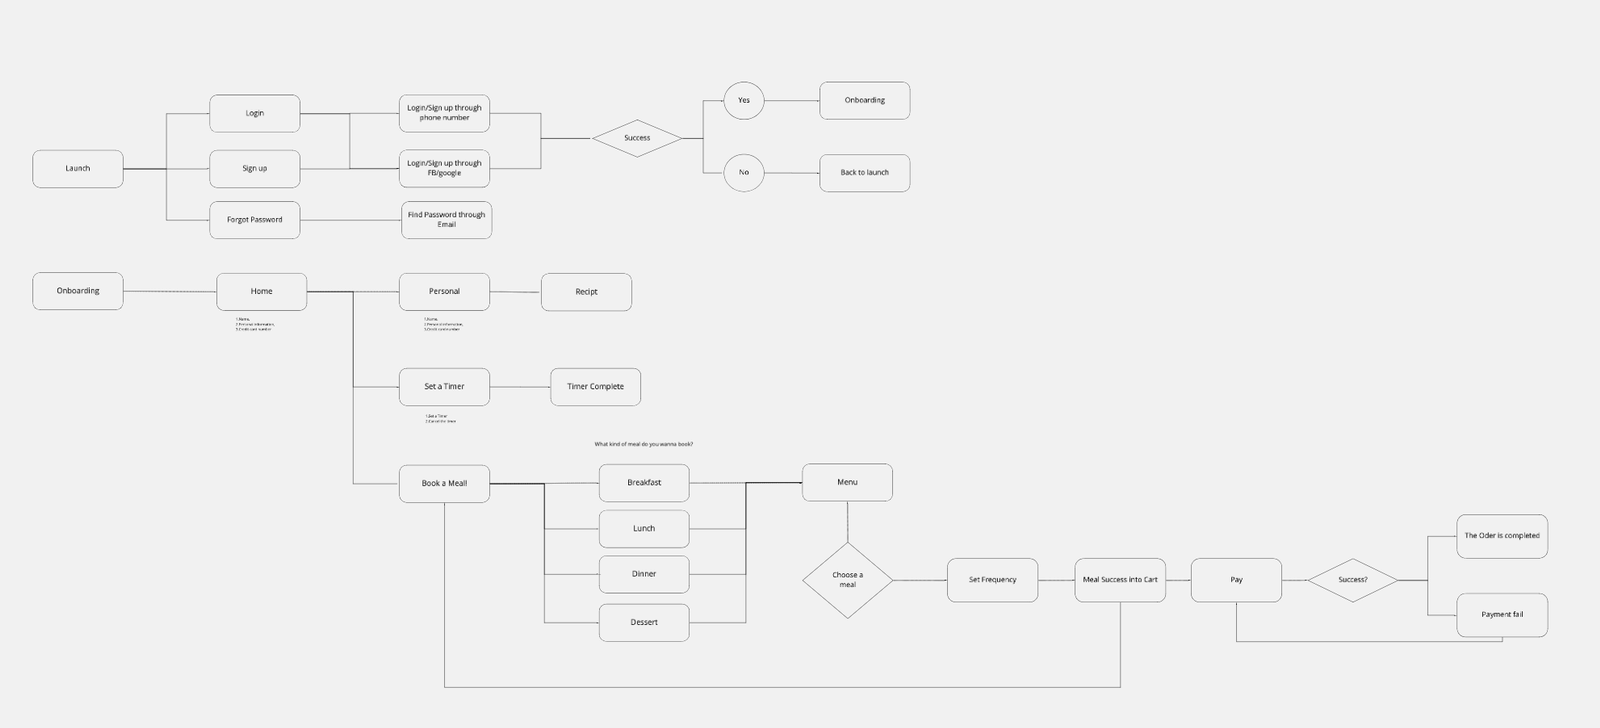 Login
Login/Sign up through
phone number
Yes
Onboarding
Success
Launch
Sign up
Login/Sign up through
FB/google
No
Back to launch
Forgot Password
Find Password through
Email
Onboarding
Home
Personal
Recipt
1.Name,
2.Personal information,
3.Credit card number
1.Name,
2.Personal information,
3.Credit card number
Set a Timer
Timer Complete
1.Set a Timer
2.Cancel the timer
What kind of meal do you wanna book?
Book a Meal!
Breakfast
Menu
Lunch
Dinner
Dessert
Choose a
meal
Set Frequency
Meal Success into Cart
Pay
Success?
The Oder is completed
Payment fail